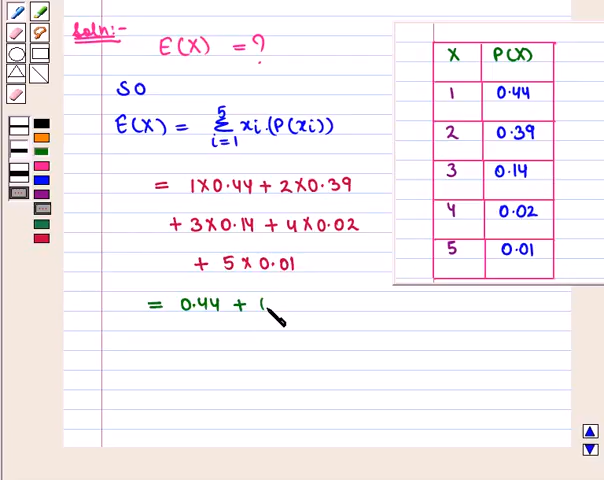 Soln:-
E(X) = ?
SO
E(X) = 5∑i=1 xi.(P(xi))
= 1×0.44 + 2×0.39
+ 3×0.14 + 4×0.02
+ 5×0.01
= 0.44 + (
X P(X)
1 0.44
2 0.39
3 0.14
4 0.02
5 0.01